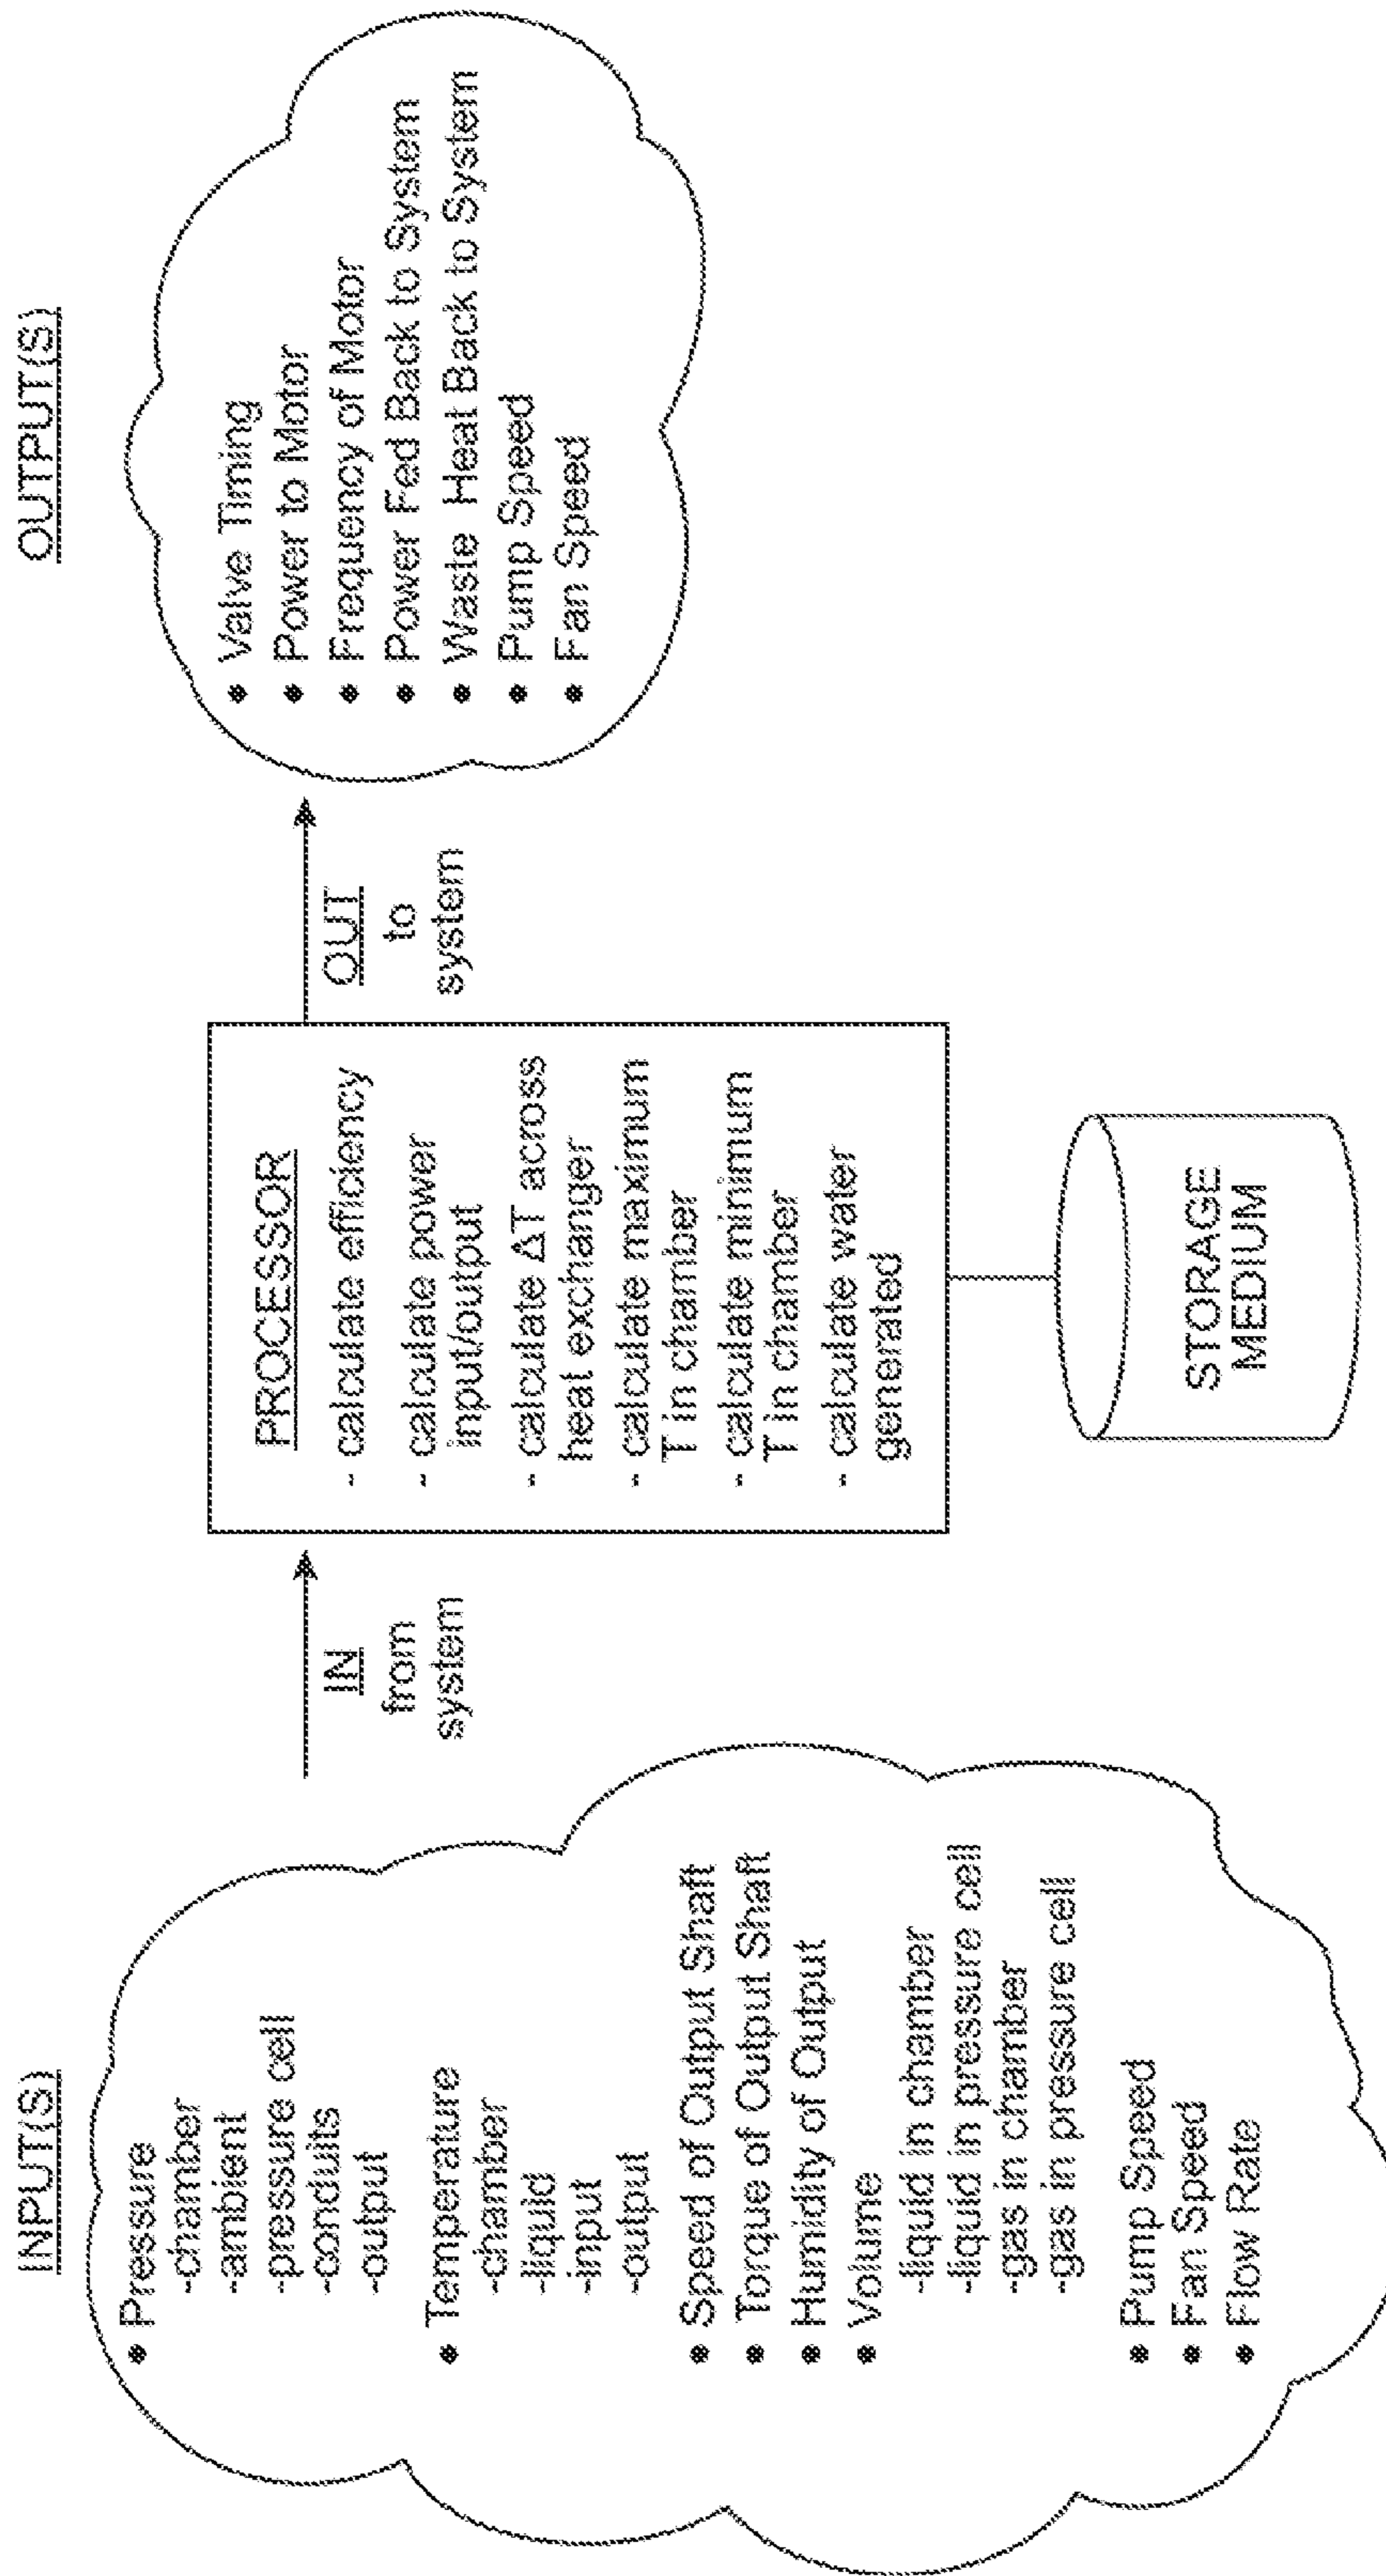 INPUT(S)
● Pressure
-chamber
-ambient
-pressure cell
-conduits
-output
● Temperature
-chamber
-liquid
-input
-output
● Speed of Output Shaft
● Torque of Output Shaft
● Humidity of Output
● Volume
-liquid in chamber
-liquid in pressure cell
-gas in chamber
-gas in pressure cell
● Pump Speed
● Fan Speed
● Flow Rate
IN
from
system
PROCESSOR
- calculate efficiency
- calculate power
input/output
- calculate ΔT across
heat exchanger
- calculate maximum
T in chamber
- calculate minimum
T in chamber
- calculate water
generated
STORAGE
MEDIUM
OUT
to
system
OUTPUT(S)
● Valve Timing
● Power to Motor
● Frequency of Motor
● Power Fed Back to System
● Waste Heat Back to System
● Pump Speed
● Fan Speed